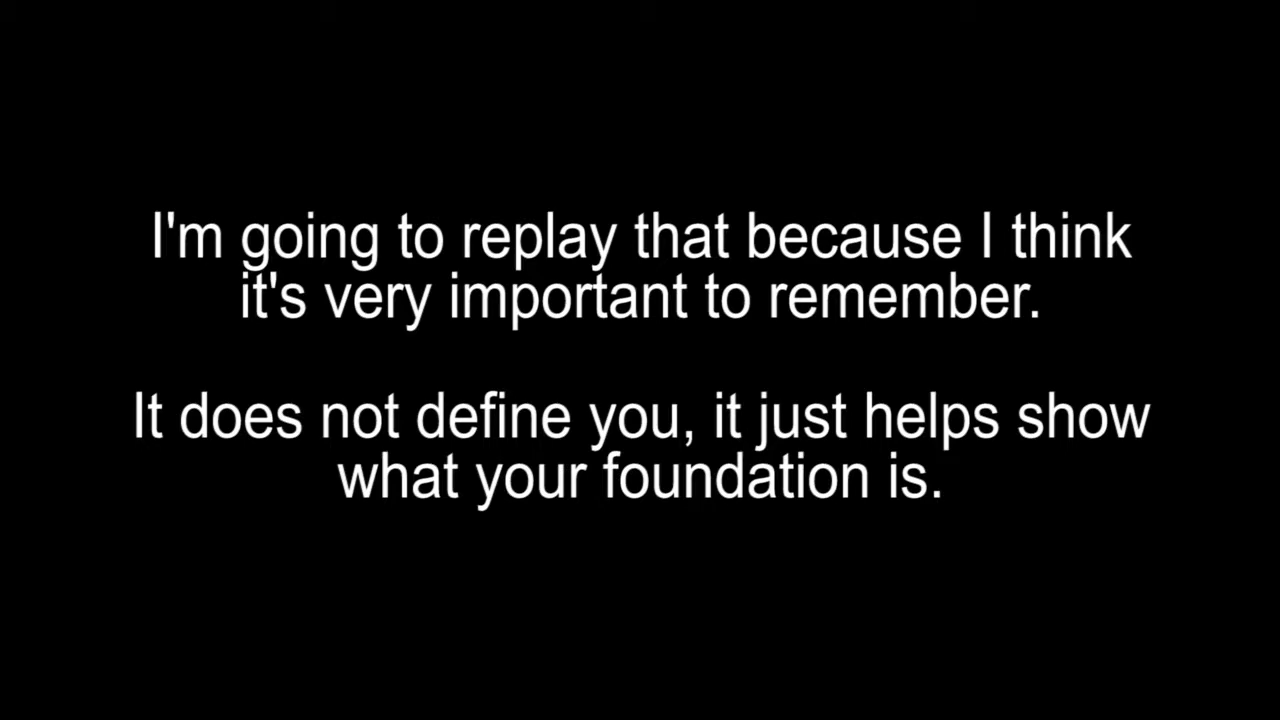 I'm going to replay that because I think
it's very important to remember.
It does not define you, it just helps show
what your foundation is.